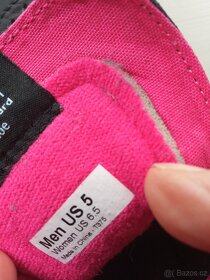 Men US 5
Women US 6.5
Made in China - T975
bazos.cz